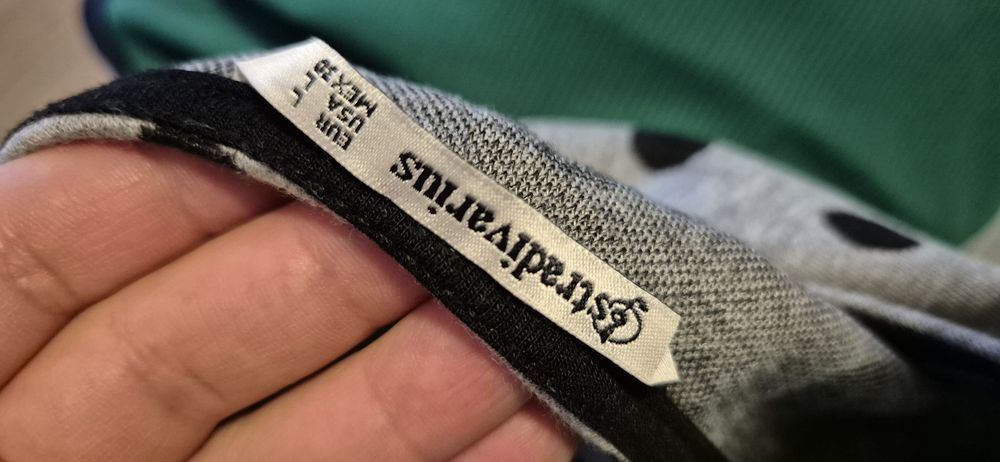 Stradivarius
EUR L
USA L
MEX 30